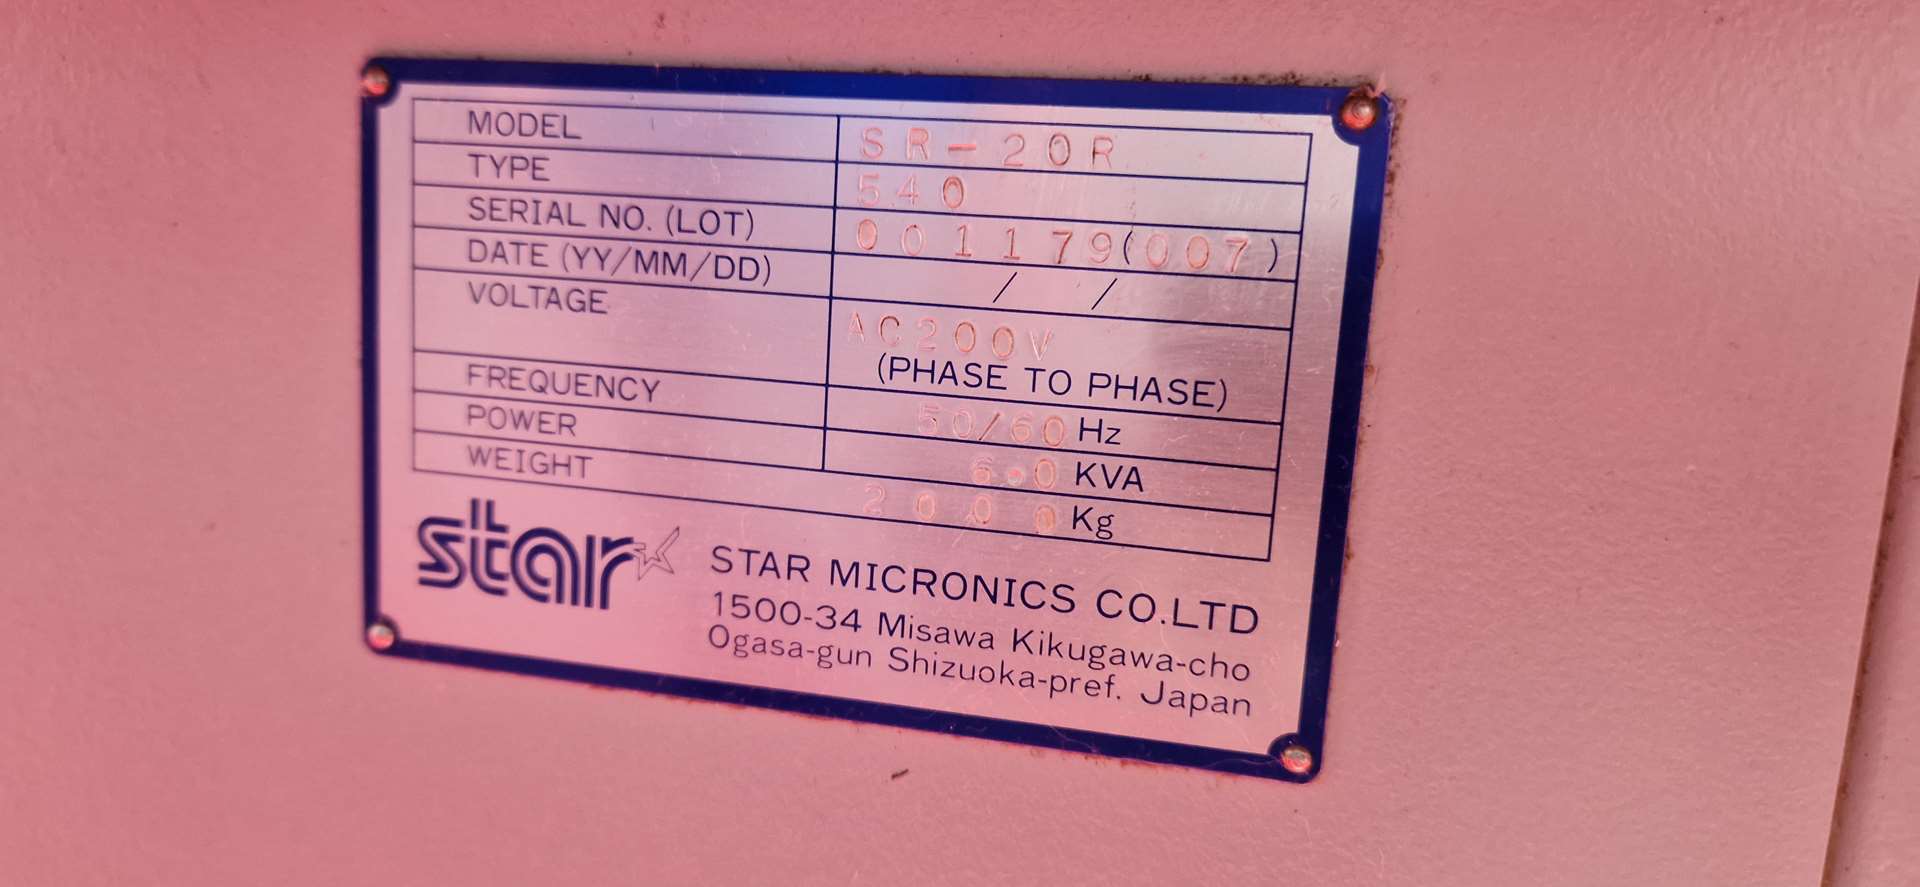 MODEL SR-20R
TYPE 540
SERIAL NO. (LOT) 001179(007)
DATE (YY/MM/DD) / /
VOLTAGE AC200V
(PHASE TO PHASE)
FREQUENCY 50/60 Hz
POWER 6.0 KVA
WEIGHT 2000 Kg
star STAR MICRONICS CO.LTD
1500-34 Misawa Kikugawa-cho
Ogasa-gun Shizuoka-pref. Japan